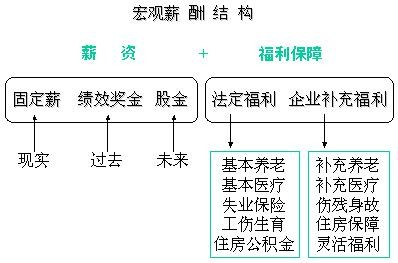 宏观薪 酬 结 构
薪 资 + 福利保障
固定薪 绩效奖金 股金 法定福利 企业补充福利
现实 过去 未来
基本养老 补充养老
基本医疗 补充医疗
失业保险 伤残身故
工伤生育 住房保障
住房公积金 灵活福利